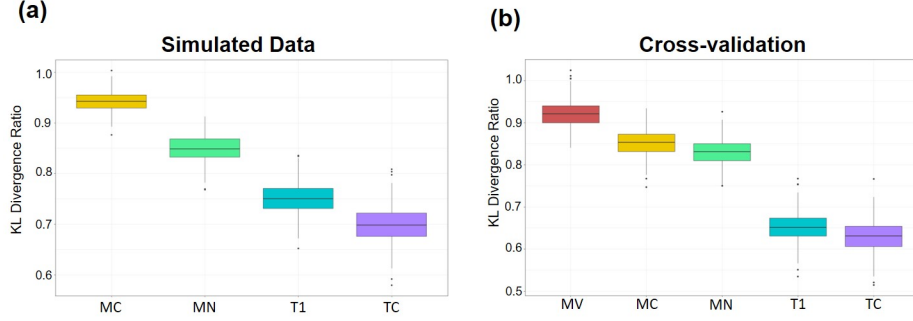 (a)
Simulated Data
KL Divergence Ratio
1.0
0.9
0.8
0.7
0.6
MC MN T1 TC
(b)
Cross-validation
KL Divergence Ratio
1.0
0.9
0.8
0.7
0.6
0.5
MV MC MN T1 TC